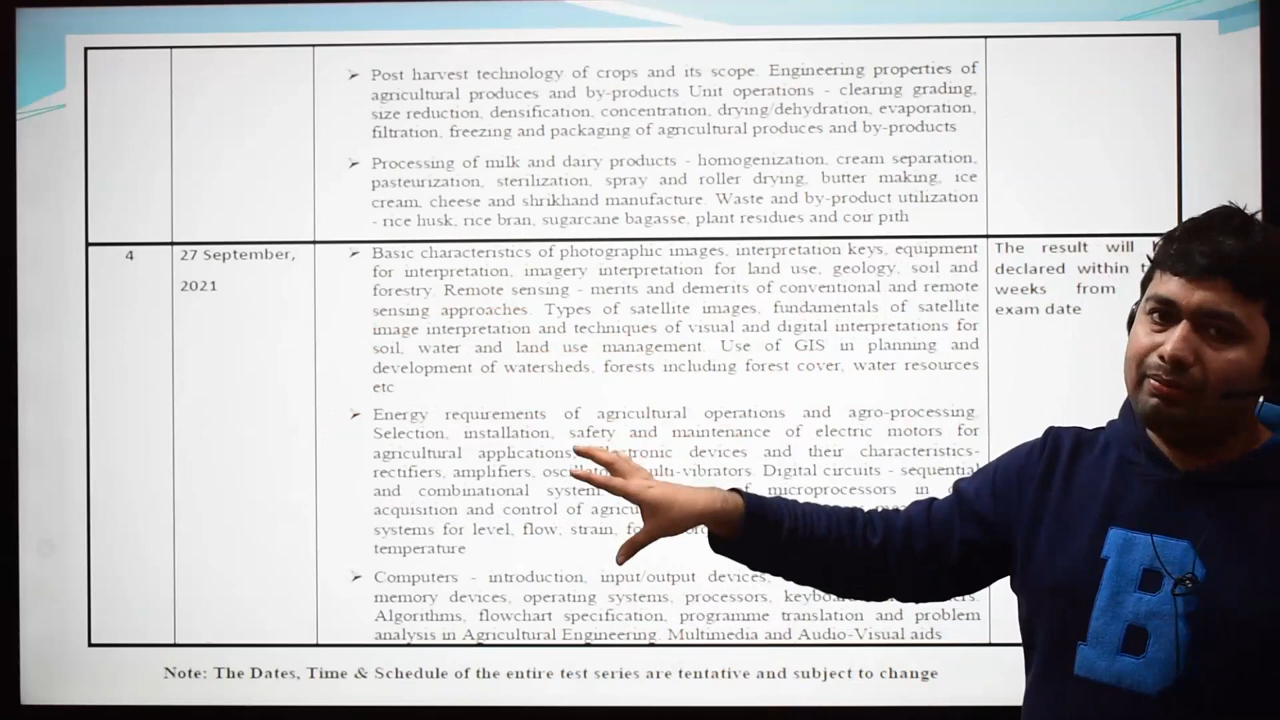 Post harvest technology of crops and its scope. Engineering properties of
agricultural produces and by-products Unit operations - clearing grading,
size reduction, densification, concentration, drying/dehydration, evaporation,
filtration, freezing and packaging of agricultural produces and by-products
Processing of milk and dairy products - homogenization, cream separation,
pasteurization, sterilization, spray and roller drying, butter making, ice
cream, cheese and shrikhand manufacture. Waste and by-product utilization
- rice husk, rice bran, sugarcane bagasse, plant residues and coir pith
4
27 September,
2021
Basic characteristics of photographic images, interpretation keys, equipment
for interpretation, imagery interpretation for land use, geology, soil and
forestry. Remote sensing - merits and demerits of conventional and remote
sensing approaches. Types of satellite images, fundamentals of satellite
image interpretation and techniques of visual and digital interpretations for
soil, water and land use management. Use of GIS in planning and
development of watersheds, forests including forest cover, water resources
etc
Energy requirements of agricultural operations and agro-processing.
Selection, installation, safety and maintenance of electric motors for
agricultural applications, devices and their characteristics-
rectifiers, amplifiers, Digital circuits - sequential
and combinational microprocessors in
acquisition and control of
systems for level, flow, strain,
temperature
Computers - introduction, input/output devices,
memory devices, operating systems, processors,
Algorithms, flowchart specification, programme translation and problem
analysis in Agricultural Engineering. Multimedia and Audio-Visual aids
The result will
declared within
weeks from
exam date
Note: The Dates, Time & Schedule of the entire test series are tentative and subject to change
B